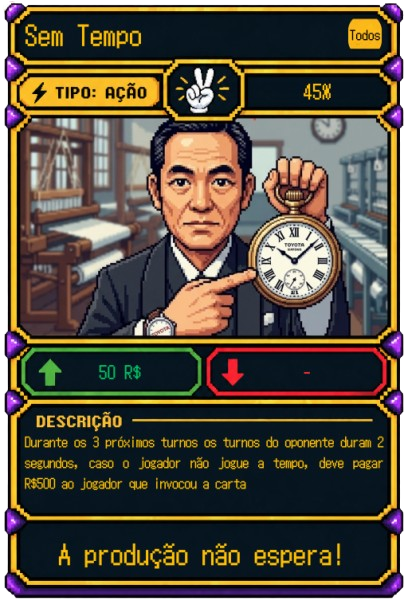 Sem Tempo
Todos
TIPO: AÇÃO
45%
XII
TOYOTA
50 R$
-
DESCRIÇÃO
Durante os 3 próximos turnos os turnos do oponente duram 2
segundos, caso o jogador não jogue a tempo, deve pagar
R$500 ao jogador que invocou a carta
A produção não espera!